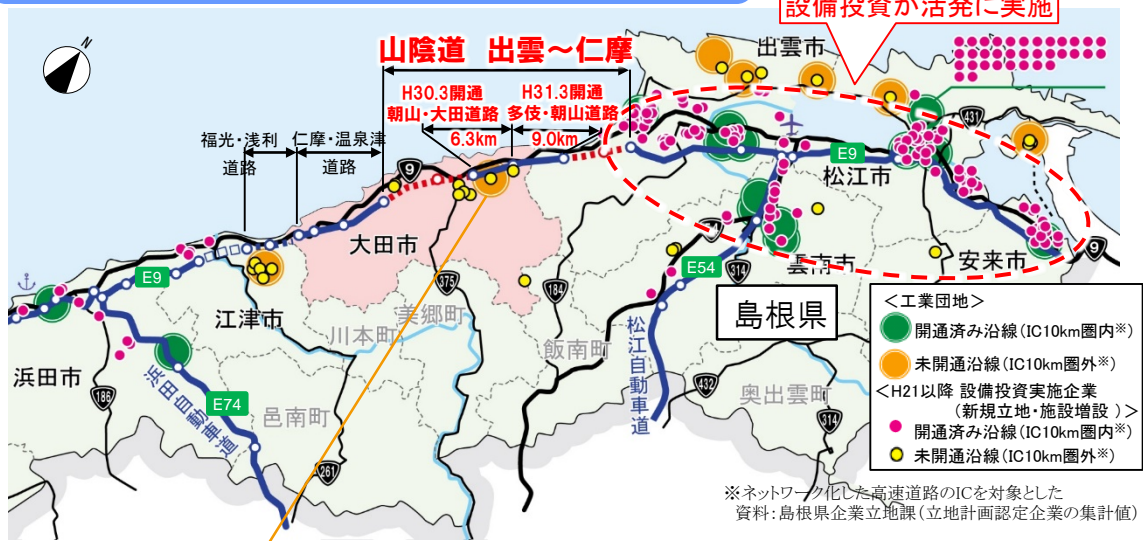 設備投資が活発に実施
N
山陰道 出雲～仁摩
出雲市
H30.3開通
朝山・大田道路
6.3km
H31.3開通
多伎・朝山道路
9.0km
福光・浅利
道路
仁摩・温泉津
道路
9
431
E9
松江市
大田市
E54
314
雲南市
安来市
9
E9
375
184
島根県
江津市
川本町
美郷町
飯南町
松江自動車道
浜田市
186
浜田自動車道
E74
邑南町
261
432
奥出雲町
314
＜工業団地＞
開通済み沿線(IC10km圏内※)
未開通沿線(IC10km圏外※)
＜H21以降 設備投資実施企業
(新規立地・施設増設 )＞
開通済み沿線(IC10km圏内※)
未開通沿線(IC10km圏外※)
※ネットワーク化した高速道路のICを対象とした
資料:島根県企業立地課(立地計画認定企業の集計値)